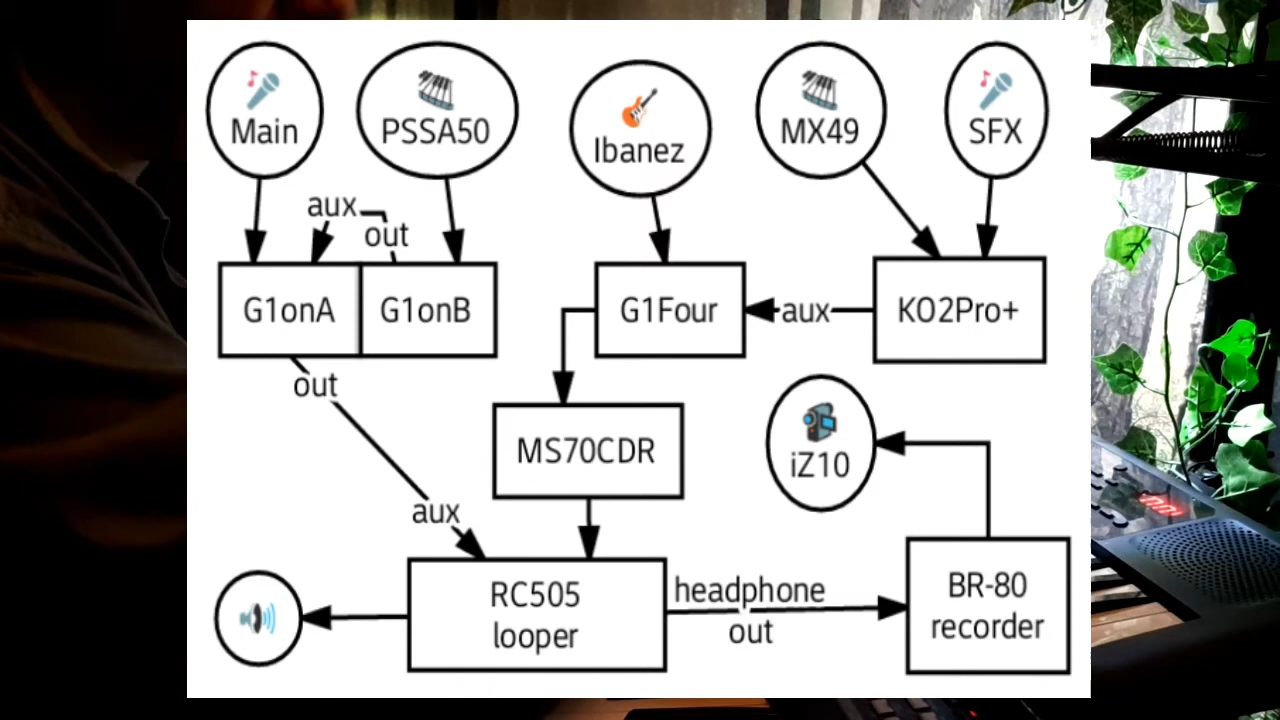 Main
PSSA50
Ibanez
MX49
SFX
aux
out
G1onA
G1onB
G1Four
aux
KO2Pro+
out
MS70CDR
iZ10
aux
RC505
looper
headphone
out
BR-80
recorder